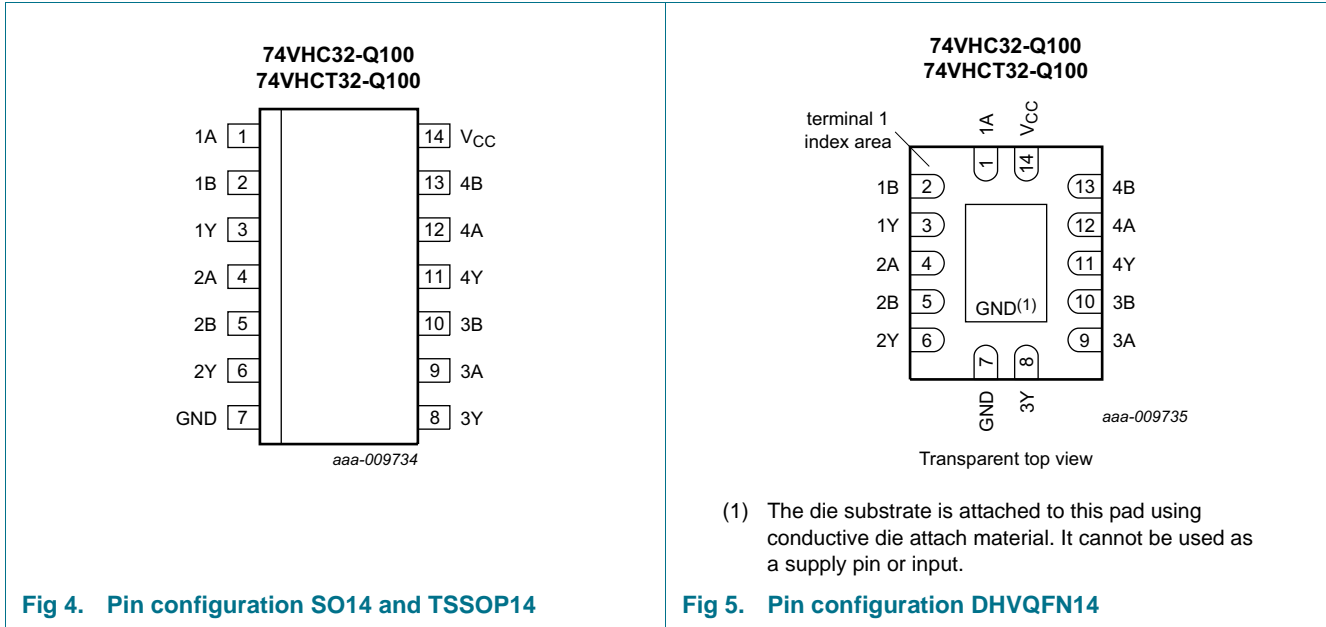 74VHC32-Q100
74VHCT32-Q100
1A 1
14 VCC
1B 2
13 4B
1Y 3
12 4A
2A 4
11 4Y
2B 5
10 3B
2Y 6
9 3A
GND 7
8 3Y
aaa-009734
Fig 4. Pin configuration SO14 and TSSOP14
74VHC32-Q100
74VHCT32-Q100
terminal 1
index area
1A
VCC
1
14
1B 2
13 4B
1Y 3
12 4A
2A 4
11 4Y
2B 5
GND(1)
10 3B
2Y 6
9 3A
7
8
GND
3Y
aaa-009735
Transparent top view
(1) The die substrate is attached to this pad using
conductive die attach material. It cannot be used as
a supply pin or input.
Fig 5. Pin configuration DHVQFN14